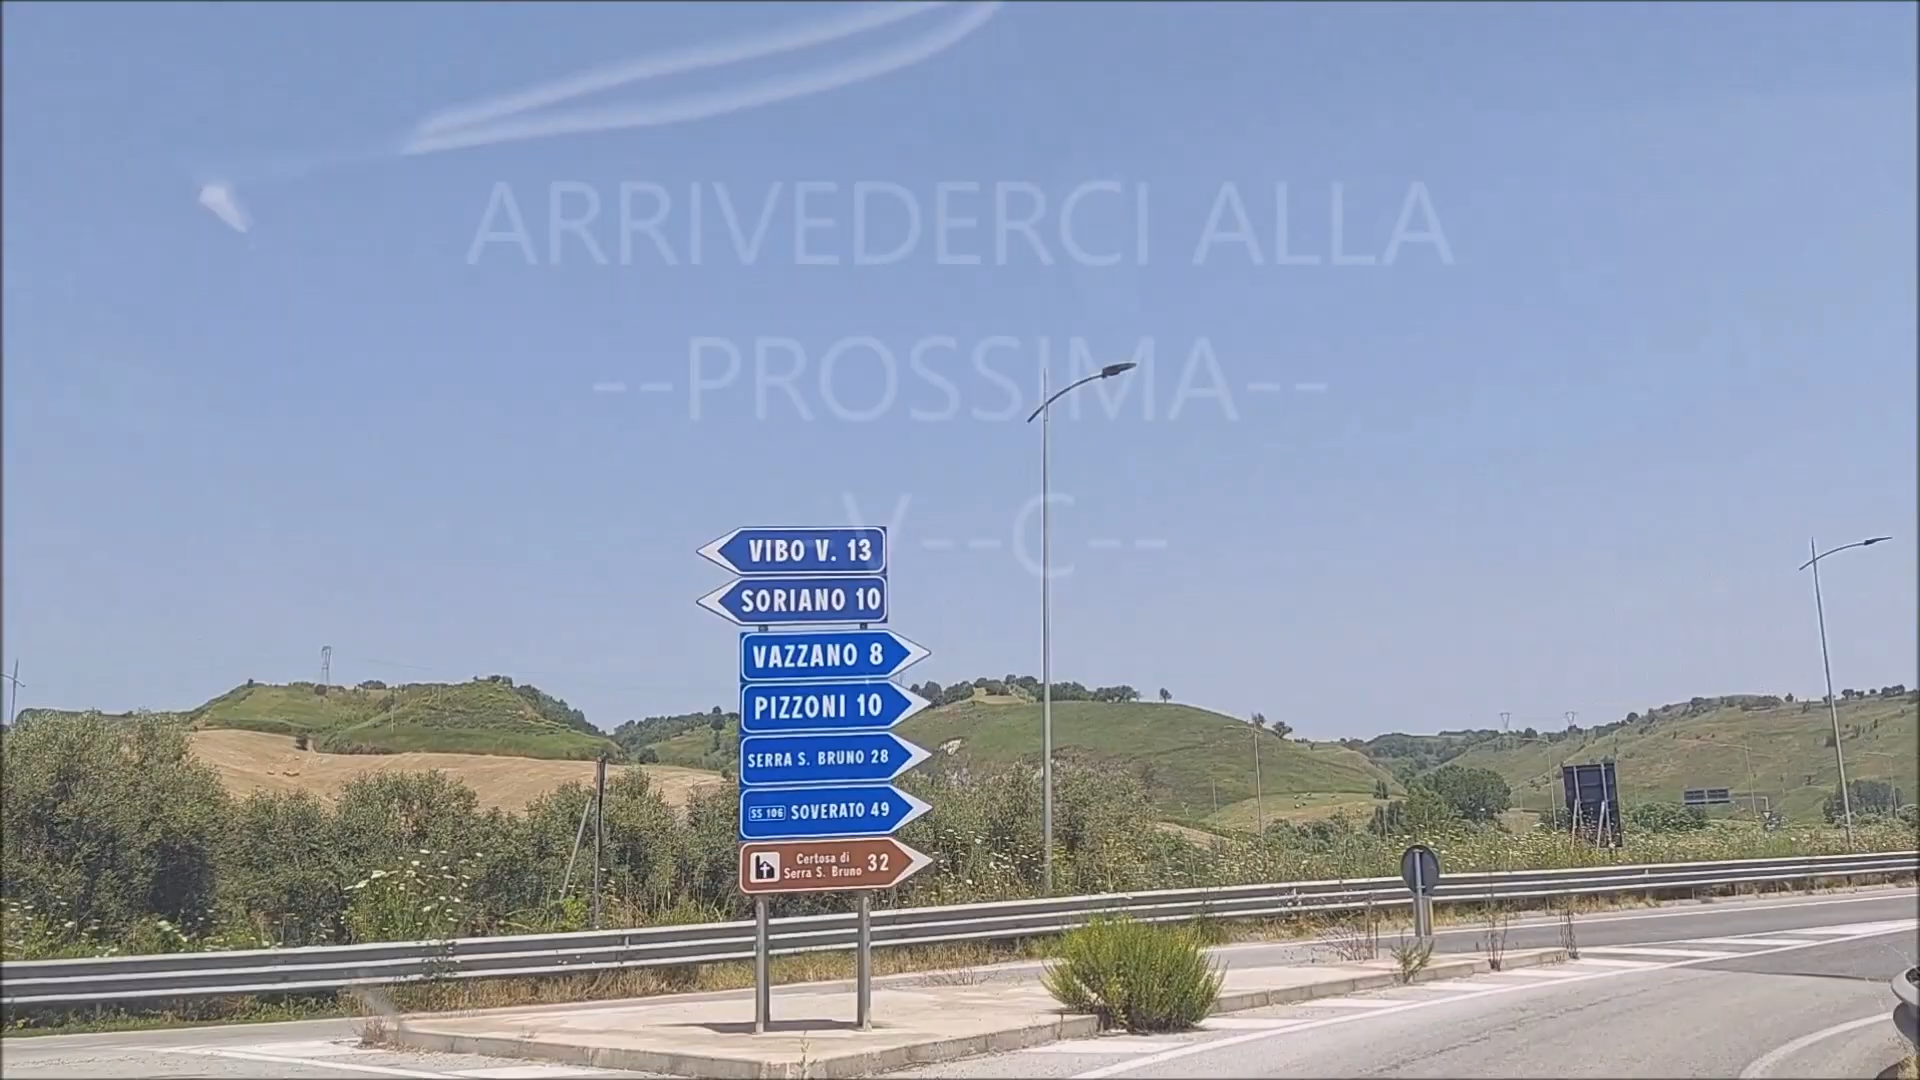 ARRIVEDERCI ALLA
--PROSSIMA--
V--C--
VIBO V. 13
SORIANO 10
VAZZANO 8
PIZZONI 10
SERRA S. BRUNO 28
SS 106 SOVERATO 49
Certosa di
Serra S. Bruno 32